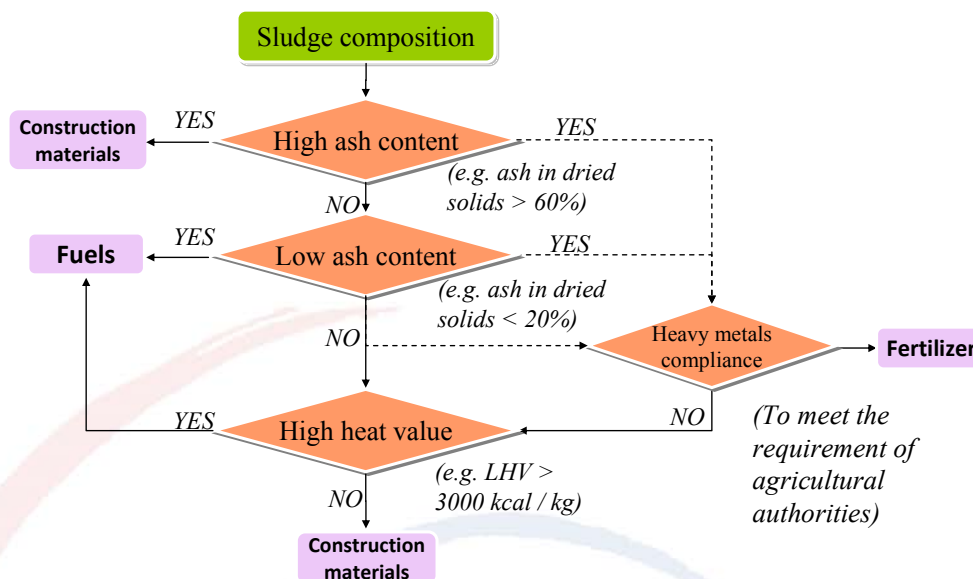 Sludge composition
YES
YES
Construction
materials
High ash content
(e.g. ash in dried
solids > 60%)
NO
YES
YES
Fuels
Low ash content
(e.g. ash in dried
solids < 20%)
NO
Heavy metals
compliance
Fertilizer
YES
NO
High heat value
(To meet the
requirement of
agricultural
authorities)
(e.g. LHV >
3000 kcal / kg)
NO
Construction
materials